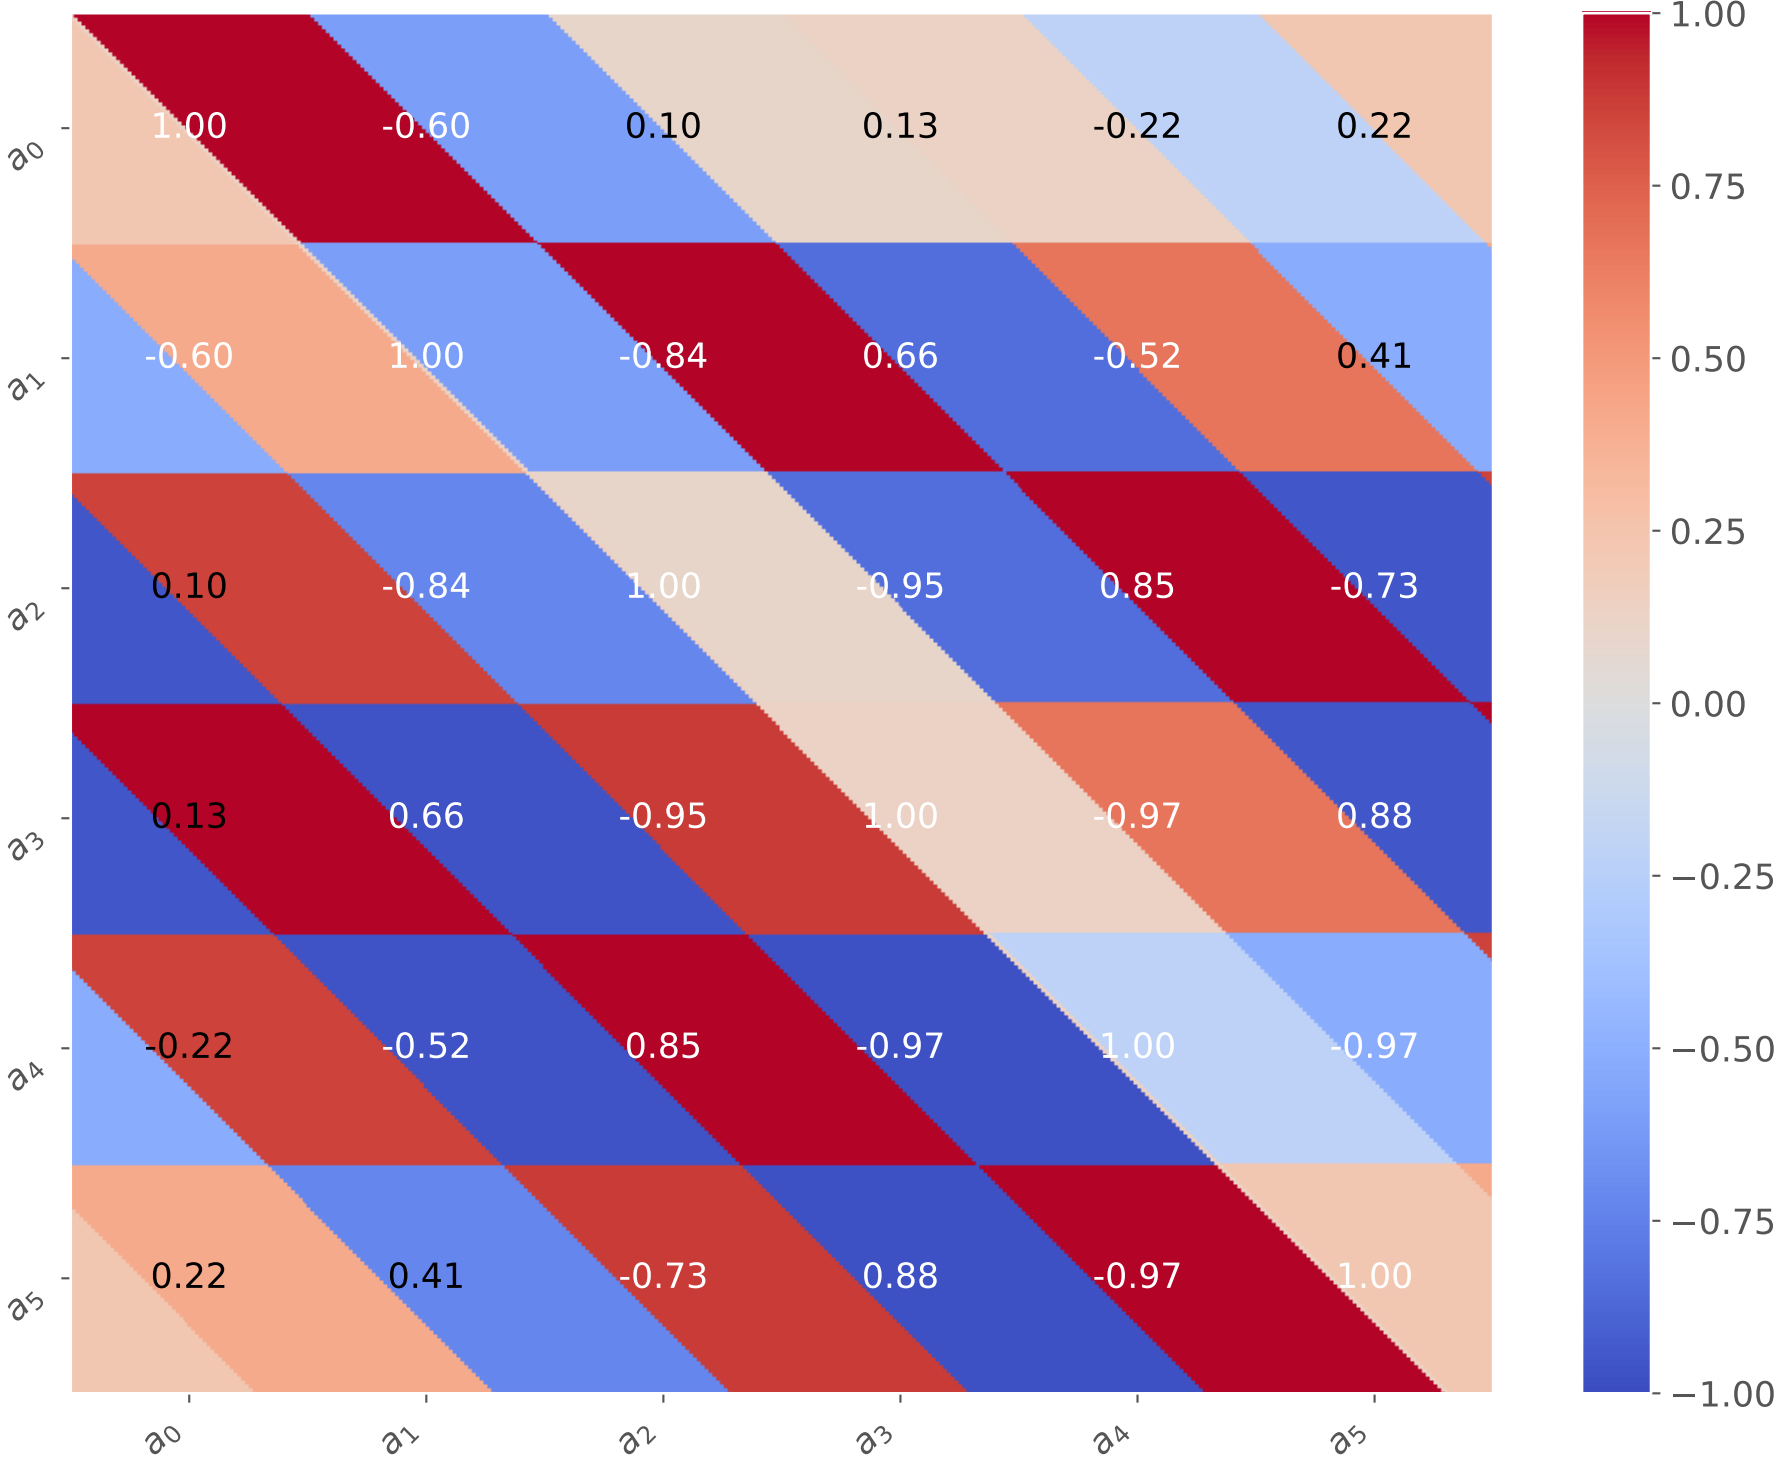 1.00
a0 1.00 -0.60 0.10 0.13 -0.22 0.22
0.75
a1 -0.60 1.00 -0.84 0.66 -0.52 0.41
0.50
0.25
a2 0.10 -0.84 1.00 -0.95 0.85 -0.73
0.00
a3 0.13 0.66 -0.95 1.00 -0.97 0.88
−0.25
a4 -0.22 -0.52 0.85 -0.97 1.00 -0.97
−0.50
−0.75
a5 0.22 0.41 -0.73 0.88 -0.97 1.00
−1.00
a0 a1 a2 a3 a4 a5